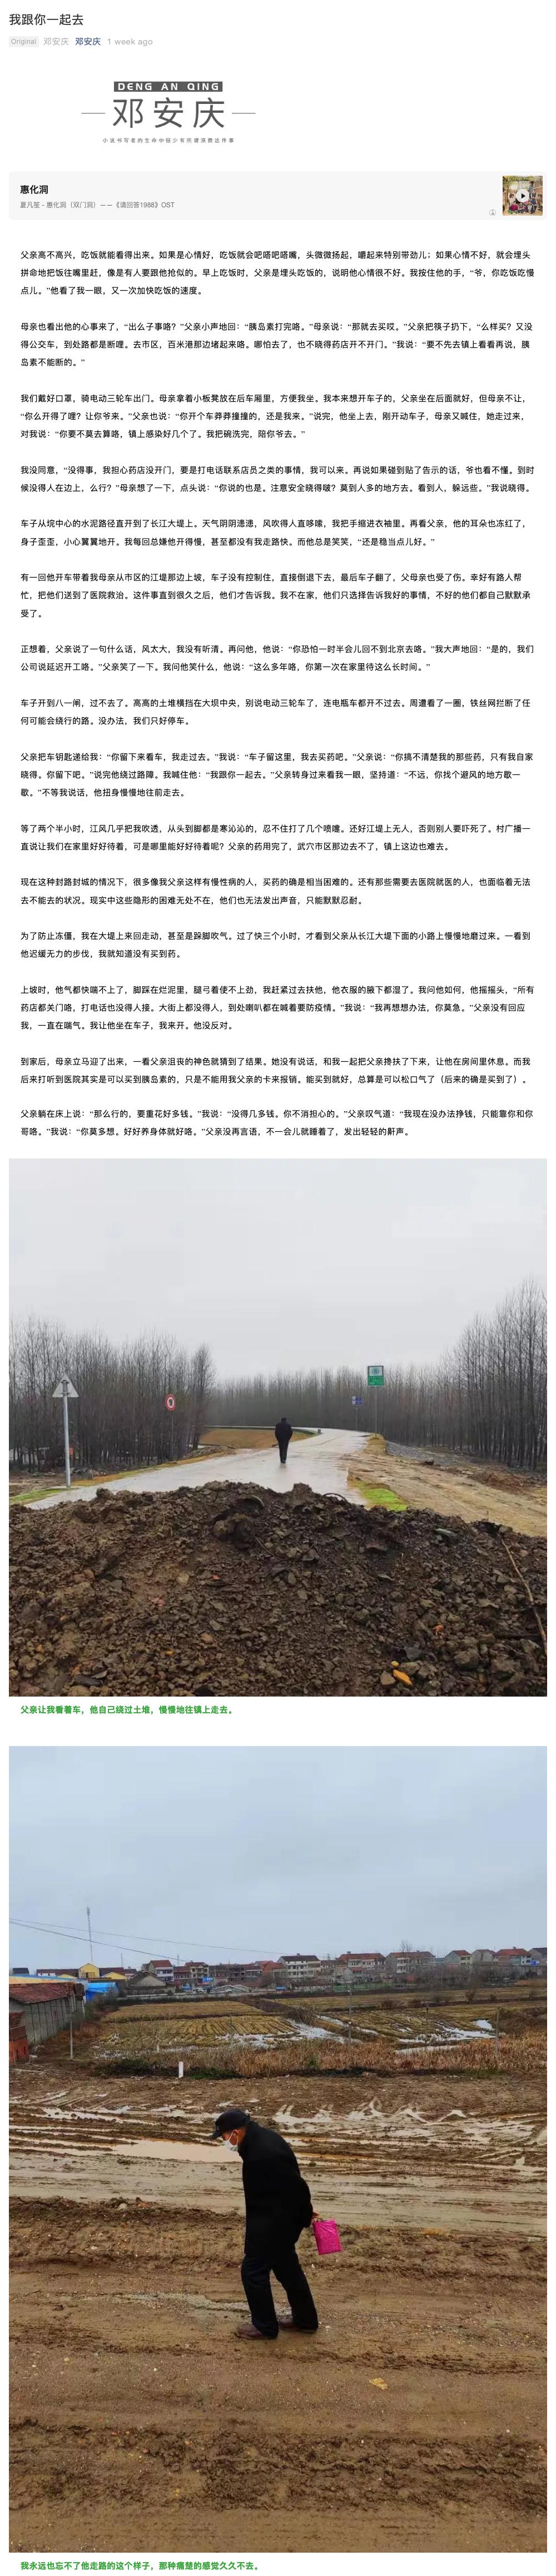 我跟你一起去
Original 邓安庆 邓安庆 1 week ago
DENG AN QING
邓安庆
惠化洞
夏凡笙 - 惠化洞（双门洞）——《请回答1988》OST
父亲高不高兴，吃饭就能看得出来。如果是心情好，吃饭就会吧嗒吧嗒嘴，头微微扬起，嚼起来特别带劲儿；如果心情不好，就会埋头
拼命地把饭往嘴里赶，像是有人要跟他抢似的。早上吃饭时，父亲是埋头吃饭的，说明他心情很不好。我按住他的手，“爷，你吃饭吃慢
点儿。”他看了我一眼，又一次加快吃饭的速度。
母亲也看出他的心事来了，“出么子事咯？”父亲小声地回：“胰岛素打完咯。”母亲说：“那就去买哎。”父亲把筷子扔下，“么样买？又没
得公交车，到处路都是断哩。去市区，百米港那边堵起来咯。哪怕去了，也不晓得药店开不开门。”我说：“要不先去镇上看看再说，胰
岛素不能断的。”
我们戴好口罩，骑电动三轮车出门。母亲拿着小板凳放在后车厢里，方便我坐。我本来想开车子的，父亲坐在后面就好，但母亲不让，
“你么开得了哩？让你爷来。”父亲也说：“你开个车莽莽撞撞的，还是我来。”说完，他坐上去，刚开动车子，母亲又喊住，她走过来，
对我说：“你要不莫去算咯，镇上感染好几个了。我把碗洗完，陪你爷去。”
我没同意，“没得事，我担心药店没开门，要是打电话联系店员之类的事情，我可以来。再说如果碰到贴了告示的话，爷也看不懂。到时
候没得人在边上，么行？”母亲想了一下，点头说：“你说的也是。注意安全晓得啵？莫到人多的地方去。看到人，躲远些。”我说晓得。
车子从垸中心的水泥路径直开到了长江大堤上。天气阴阴漶漶，风吹得人直哆嗦，我把手缩进衣袖里。再看父亲，他的耳朵也冻红了，
身子歪歪，小心翼翼地开。我每回总嫌他开得慢，甚至都没有我走路快。而他总是笑笑，“还是稳当点儿好。”
有一回他开车带着我母亲从市区的江堤那边上坡，车子没有控制住，直接倒退下去，最后车子翻了，父母亲也受了伤。幸好有路人帮
忙，把他们送到了医院救治。这件事直到很久之后，他们才告诉我。我不在家，他们只选择告诉我好的事情，不好的他们都自己默默承
受了。
正想着，父亲说了一句什么话，风太大，我没有听清。再问他，他说：“你恐怕一时半会儿回不到北京去咯。”我大声地回：“是的，我们
公司说延迟开工咯。”父亲笑了一下。我问他笑什么，他说：“这么多年咯，你第一次在家里待这么长时间。”
车子开到八一闸，过不去了。高高的土堆横挡在大坝中央，别说电动三轮车了，连电瓶车都开不过去。周遭看了一圈，铁丝网拦断了任
何可能会绕行的路。没办法，我们只好停车。
父亲把车钥匙递给我：“你留下来看车，我走过去。”我说：“车子留这里，我去买药吧。”父亲说：“你搞不清楚我的那些药，只有我自家
晓得。你留下吧。”说完他绕过路障。我喊住他：“我跟你一起去。”父亲转身过来看我一眼，坚持道：“不远，你找个避风的地方歇一
歇。”不等我说话，他扭身慢慢地往前走去。
等了两个半小时，江风几乎把我吹透，从头到脚都是寒沁沁的，忍不住打了几个喷嚏。还好江堤上无人，否则别人要吓死了。村广播一
直说让我们在家里好好待着，可是哪里能好好待着呢？父亲的药用完了，武穴市区那边去不了，镇上这边也难去。
现在这种封路封城的情况下，很多像我父亲这样有慢性病的人，买药的确是相当困难的。还有那些需要去医院就医的人，也面临着无法
去不能去的状况。现实中这些隐形的困难无处不在，他们也无法发出声音，只能默默忍耐。
为了防止冻僵，我在大堤上来回走动，甚至是跺脚吹气。过了快三个小时，才看到父亲从长江大堤下面的小路上慢慢地磨过来。一看到
他迟缓无力的步伐，我就知道没有买到药。
上坡时，他气都快喘不上了，脚踩在烂泥里，腿弓着使不上劲，我赶紧过去扶他，他衣服的腋下都湿了。我问他如何，他摇摇头，“所有
药店都关门咯，打电话也没得人接。大街上都没得人，到处喇叭都在喊着要防疫情。”我说：“我再想想办法，你莫急。”父亲没有回应
我，一直在喘气。我让他坐在车子，我来开。他没反对。
到家后，母亲立马迎了出来，一看父亲沮丧的神色就猜到了结果。她没有说话，和我一起把父亲搀扶了下来，让他在房间里休息。而我
后来打听到医院其实是可以买到胰岛素的，只是不能用我父亲的卡来报销。能买到就好，总算是可以松口气了（后来的确是买到了）。
父亲躺在床上说：“那么行的，要重花好多钱。”我说：“没得几多钱。你不消担心的。”父亲叹气道：“我现在没办法挣钱，只能靠你和你
哥咯。”我说：“你莫多想。好好养身体就好咯。”父亲没再言语，不一会儿就睡着了，发出轻轻的鼾声。
父亲让我看着车，他自己绕过土堆，慢慢地往镇上走去。
我永远也忘不了他走路的这个样子，那种痛楚的感觉久久不去。